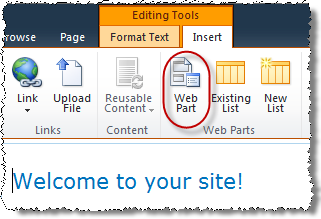 Editing Tools
rowse Page Format Text Insert
Link Upload File Reusable Content Web Part Existing List New List
Links Content Web Parts
Welcome to your site!